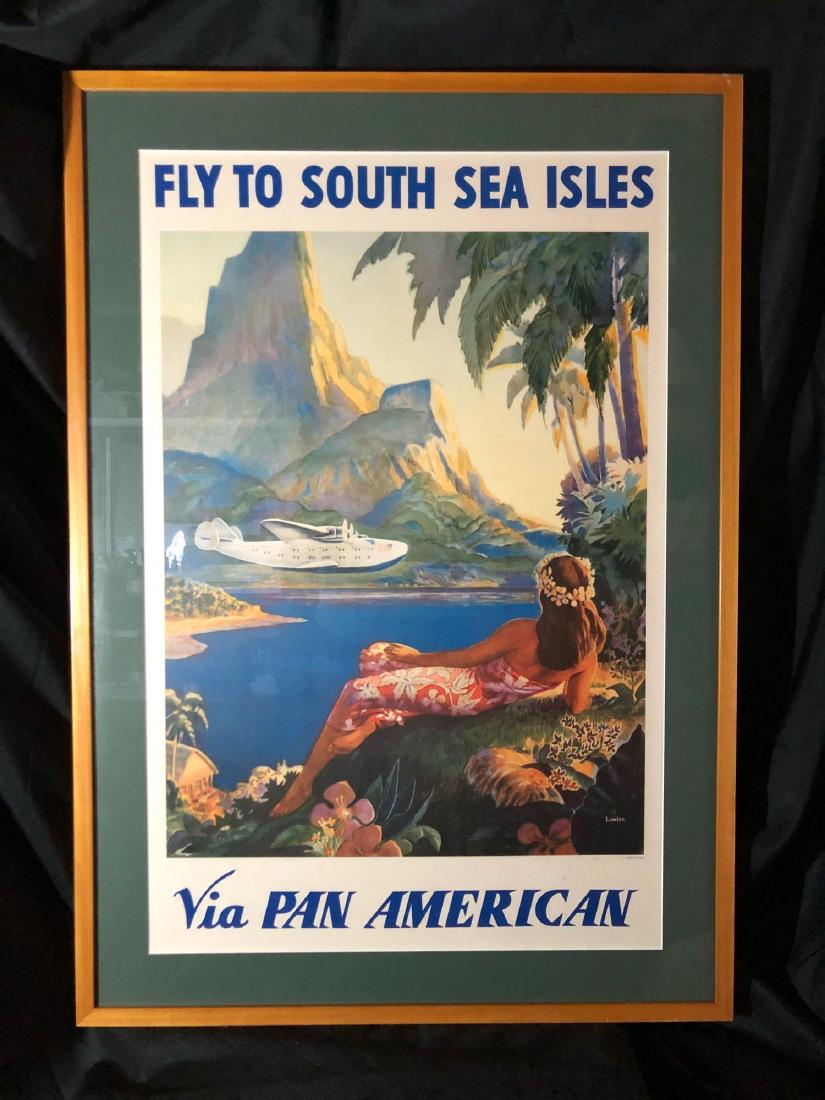 FLY TO SOUTH SEA ISLES
Lawler
Via PAN AMERICAN